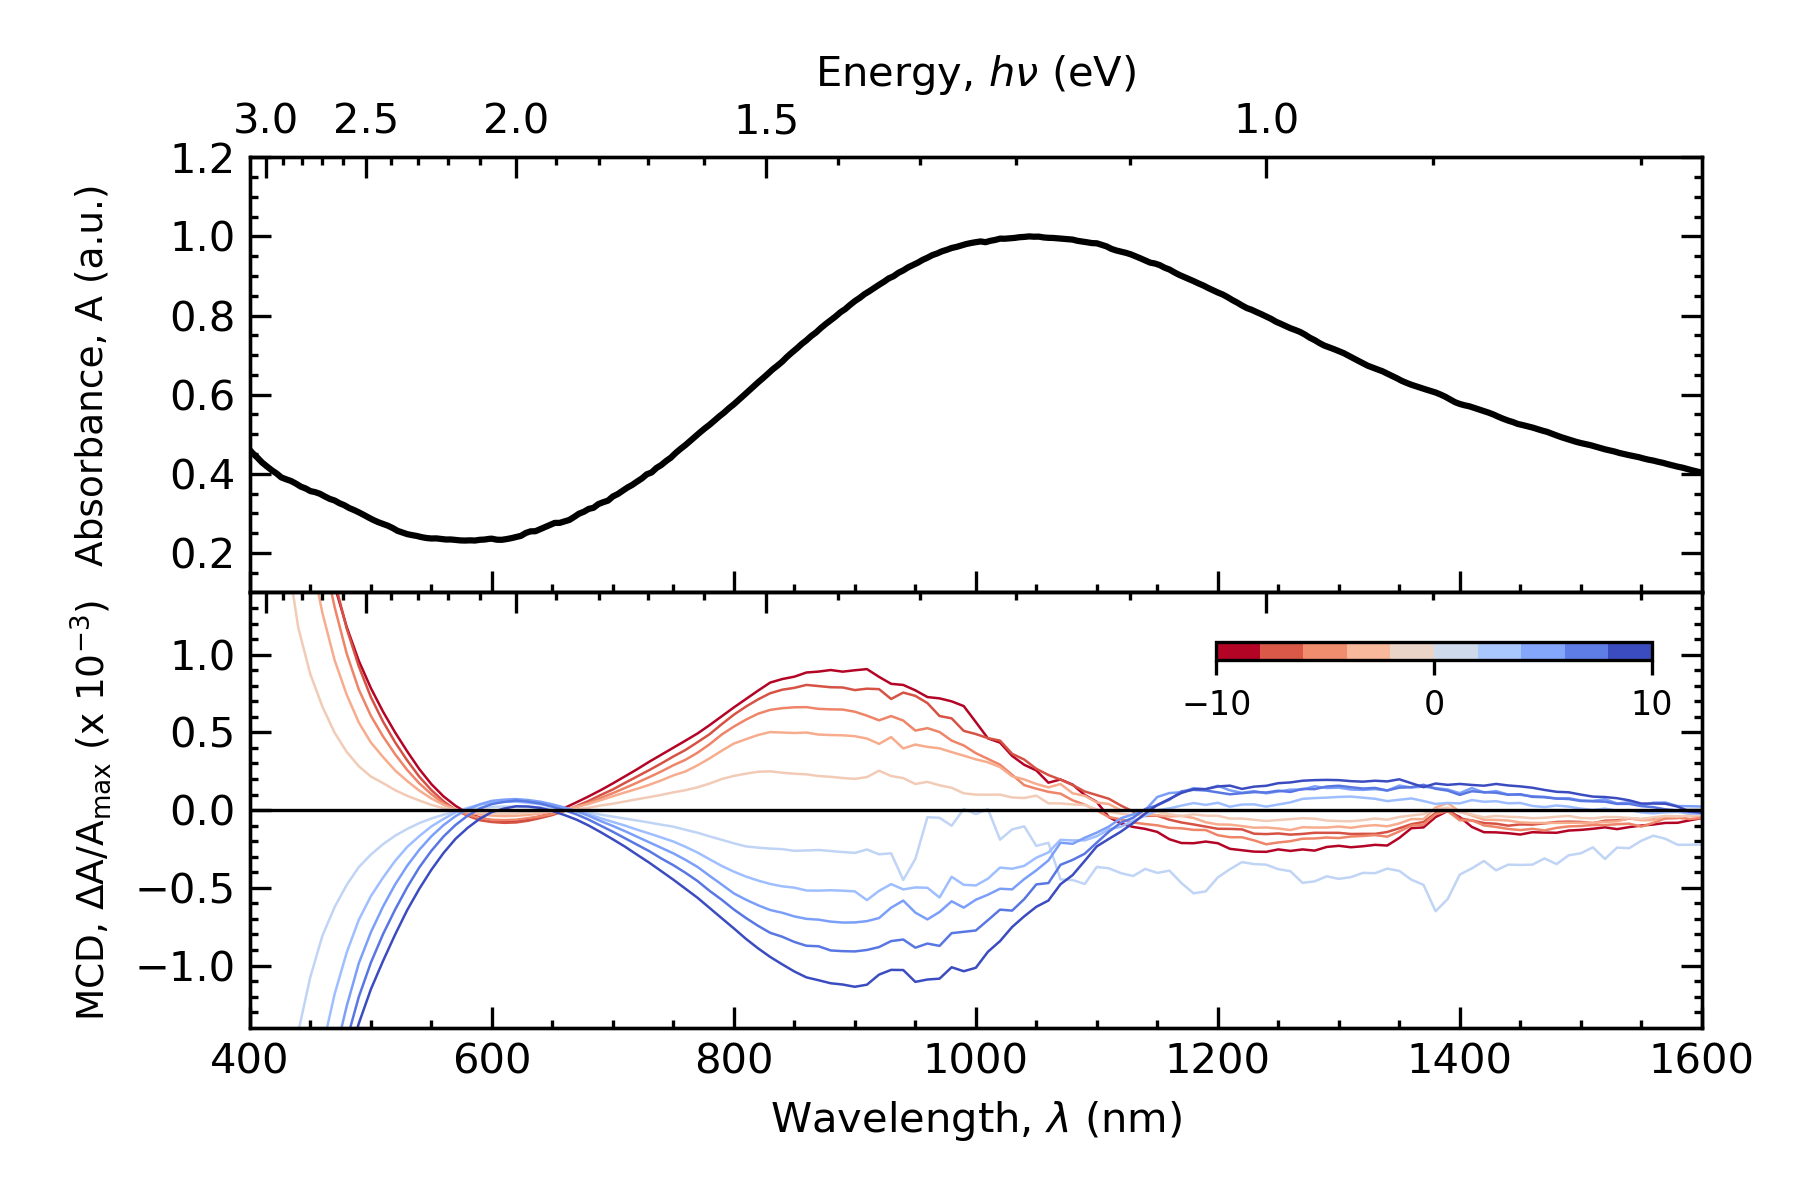 Energy, hν (eV)
3.0 2.5 2.0 1.5 1.0
Absorbance, A (a.u.)
1.2
1.0
0.8
0.6
0.4
0.2
MCD, ΔA/Amax (x 10−3)
1.0
0.5
0.0
−0.5
−1.0
−10 0 10
400 600 800 1000 1200 1400 1600
Wavelength, λ (nm)